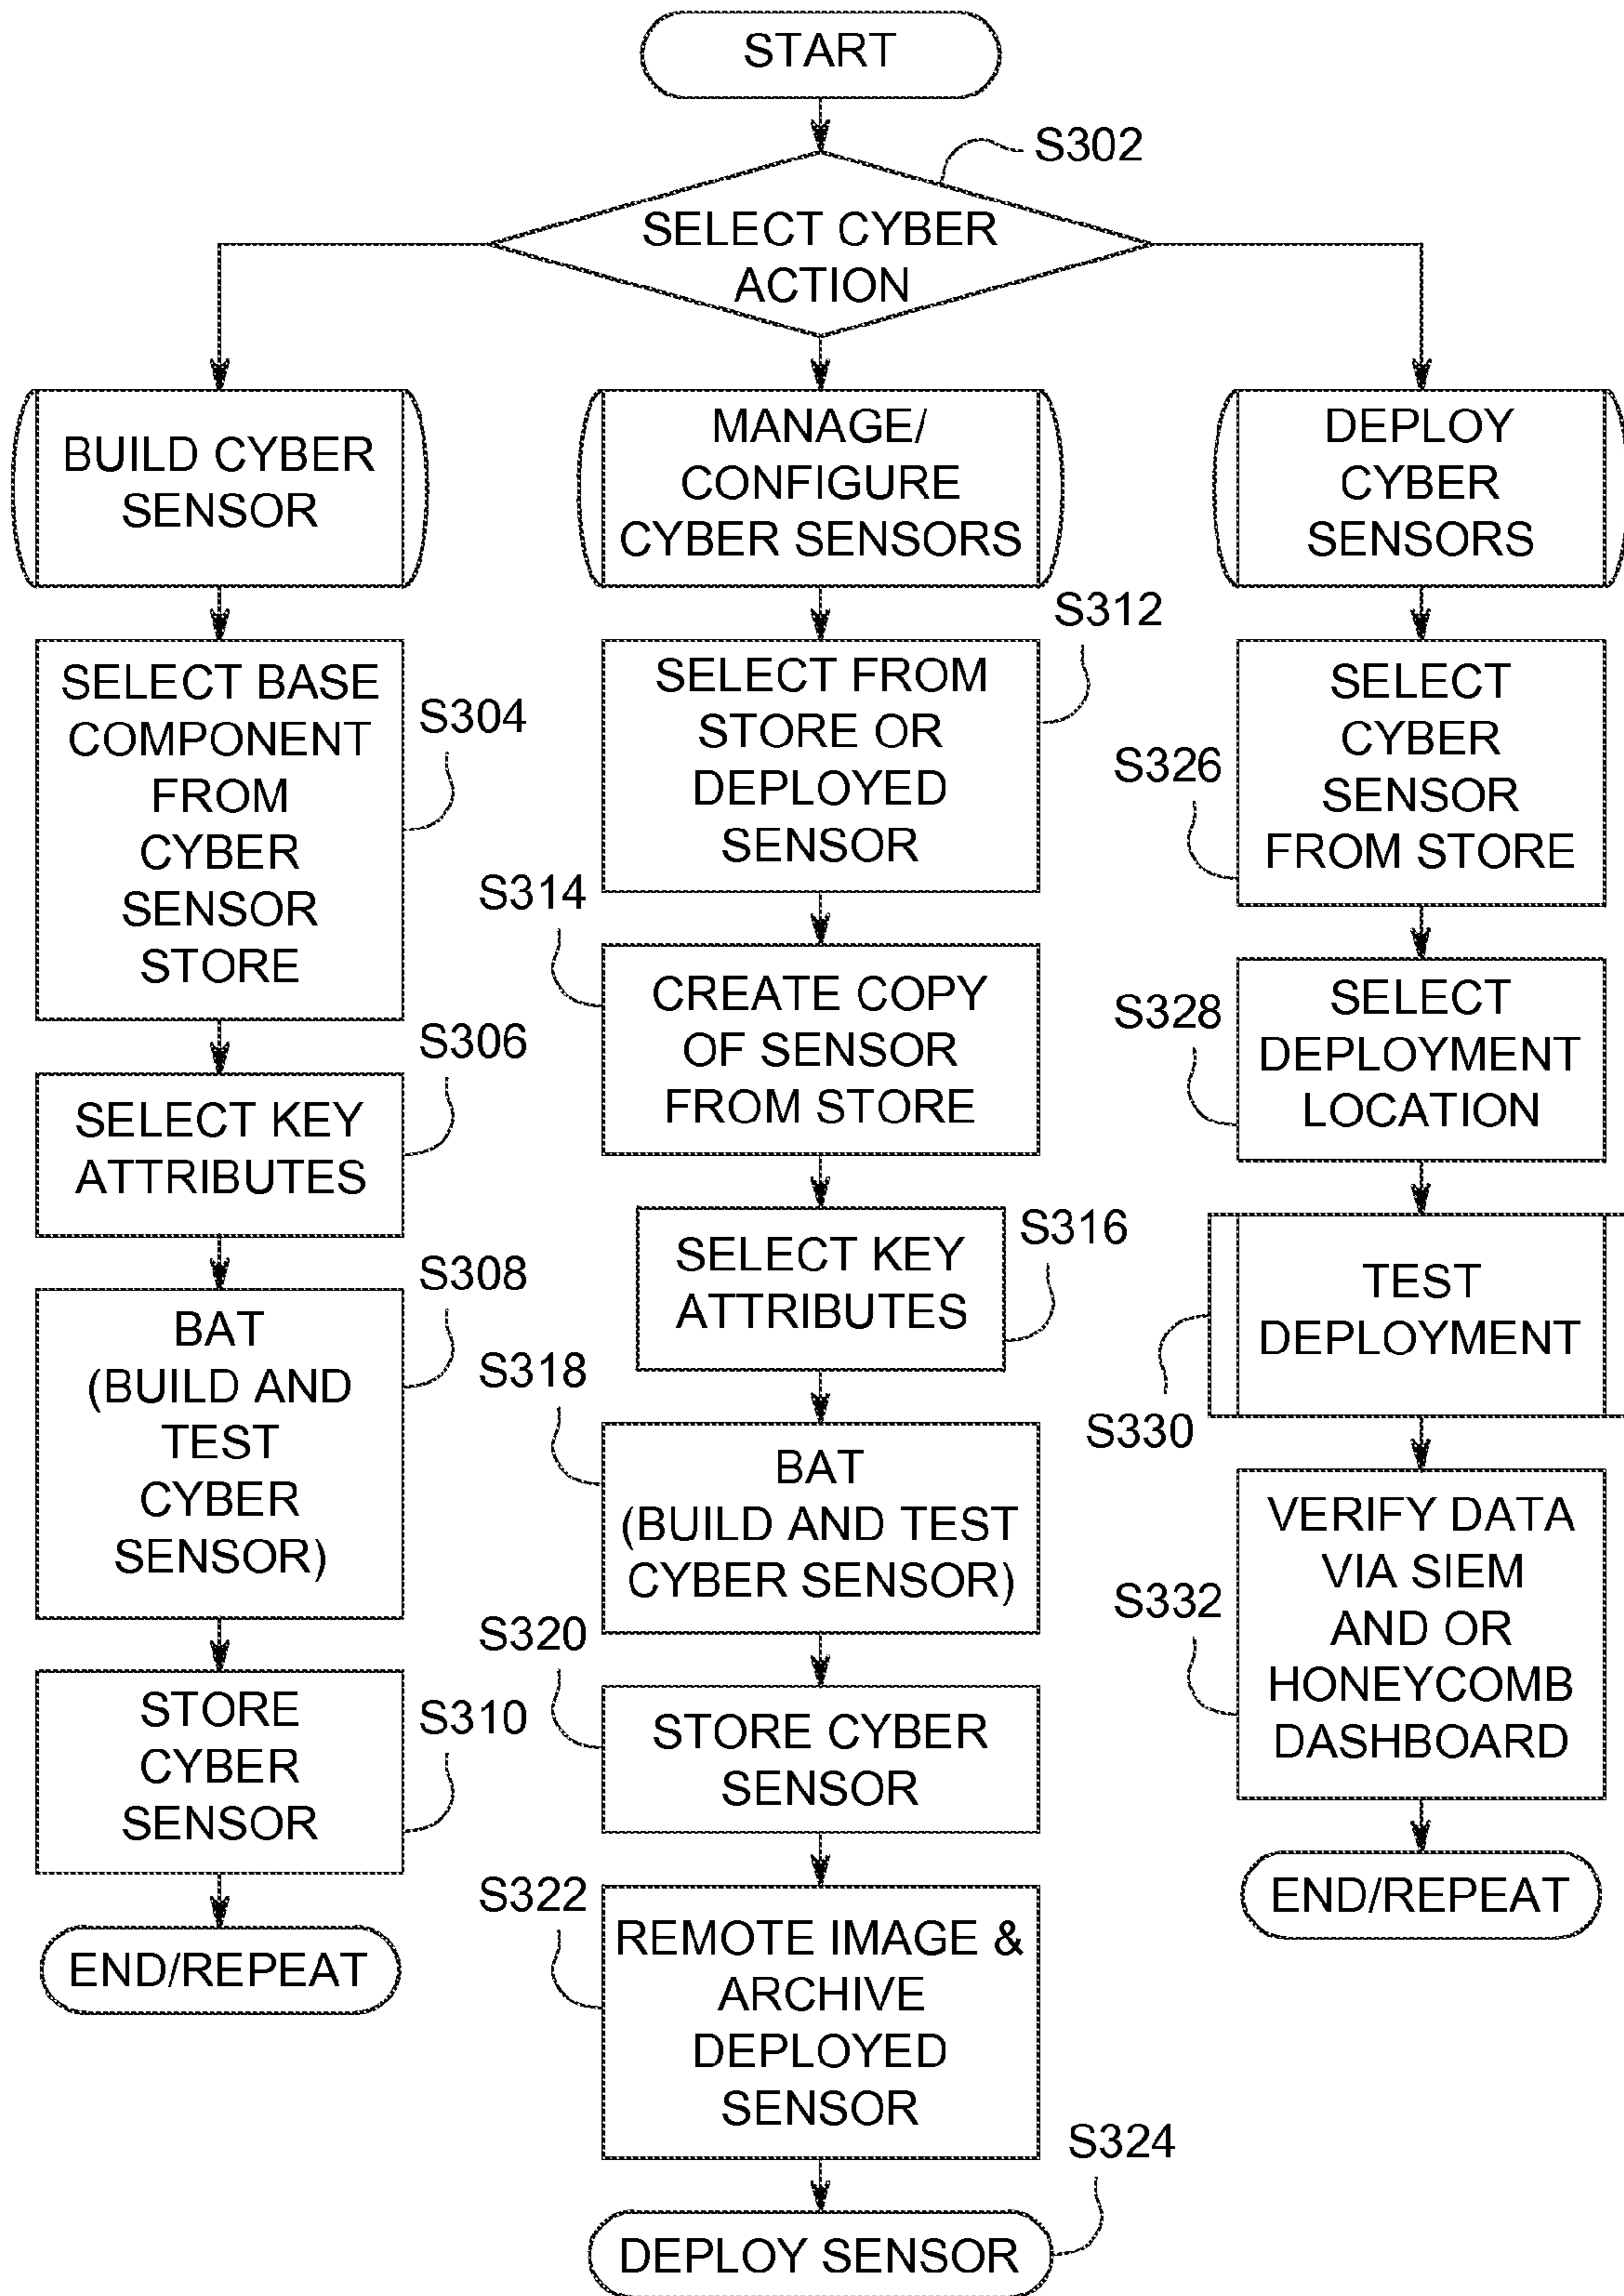 START
S302
SELECT CYBER
ACTION
BUILD CYBER
SENSOR
SELECT BASE
COMPONENT
FROM
CYBER
SENSOR
STORE
S304
SELECT KEY
ATTRIBUTES
S306
BAT
(BUILD AND
TEST
CYBER
SENSOR)
S308
STORE
CYBER
SENSOR
S310
END/REPEAT
MANAGE/
CONFIGURE
CYBER SENSORS
S312
SELECT FROM
STORE OR
DEPLOYED
SENSOR
S314
CREATE COPY
OF SENSOR
FROM STORE
S316
SELECT KEY
ATTRIBUTES
S318
BAT
(BUILD AND TEST
CYBER SENSOR)
S320
STORE CYBER
SENSOR
S322
REMOTE IMAGE &
ARCHIVE
DEPLOYED
SENSOR
S324
DEPLOY SENSOR
DEPLOY
CYBER
SENSORS
SELECT
CYBER
SENSOR
FROM STORE
S326
SELECT
DEPLOYMENT
LOCATION
S328
TEST
DEPLOYMENT
S330
VERIFY DATA
VIA SIEM
AND OR
HONEYCOMB
DASHBOARD
S332
END/REPEAT